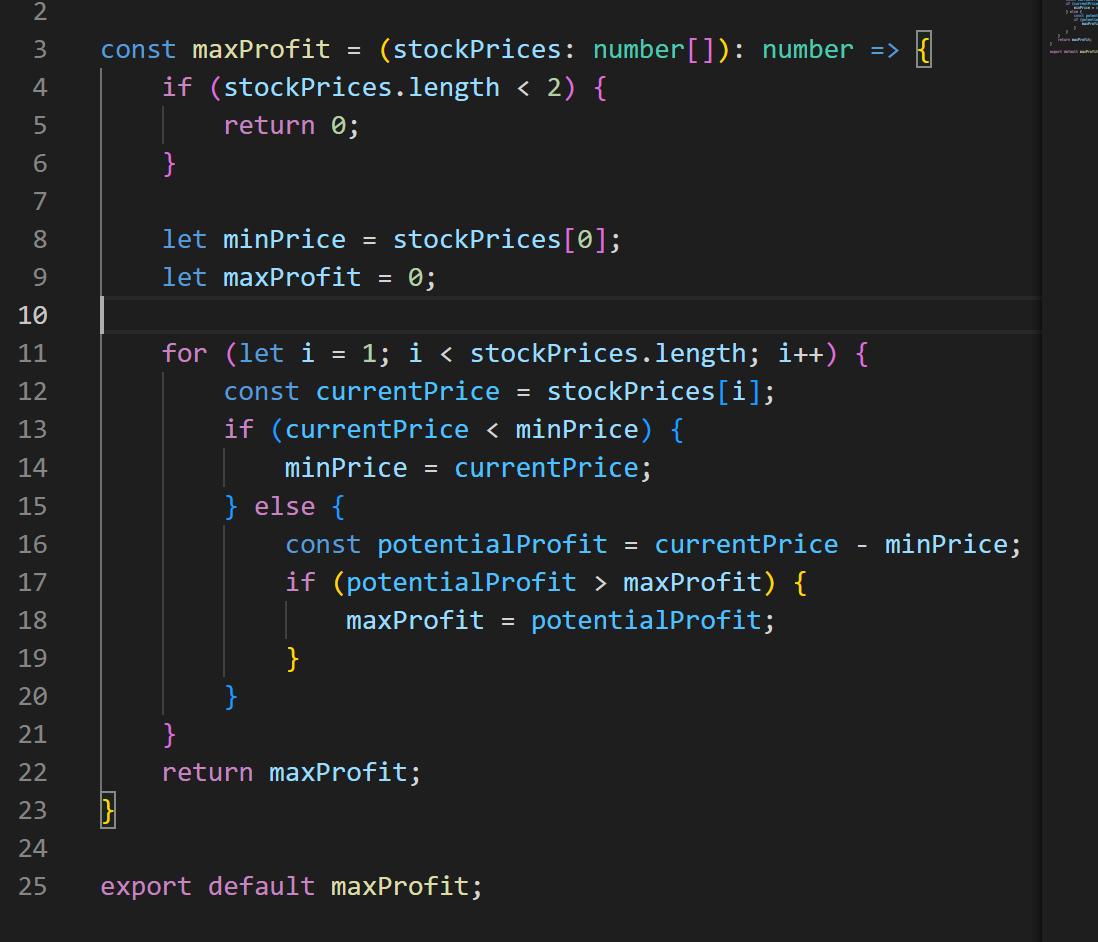 2
3 const maxProfit = (stockPrices: number[]): number => {
4 if (stockPrices.length < 2) {
5 return 0;
6 }
7
8 let minPrice = stockPrices[0];
9 let maxProfit = 0;
10
11 for (let i = 1; i < stockPrices.length; i++) {
12 const currentPrice = stockPrices[i];
13 if (currentPrice < minPrice) {
14 minPrice = currentPrice;
15 } else {
16 const potentialProfit = currentPrice - minPrice;
17 if (potentialProfit > maxProfit) {
18 maxProfit = potentialProfit;
19 }
20 }
21 }
22 return maxProfit;
23 }
24
25 export default maxProfit;